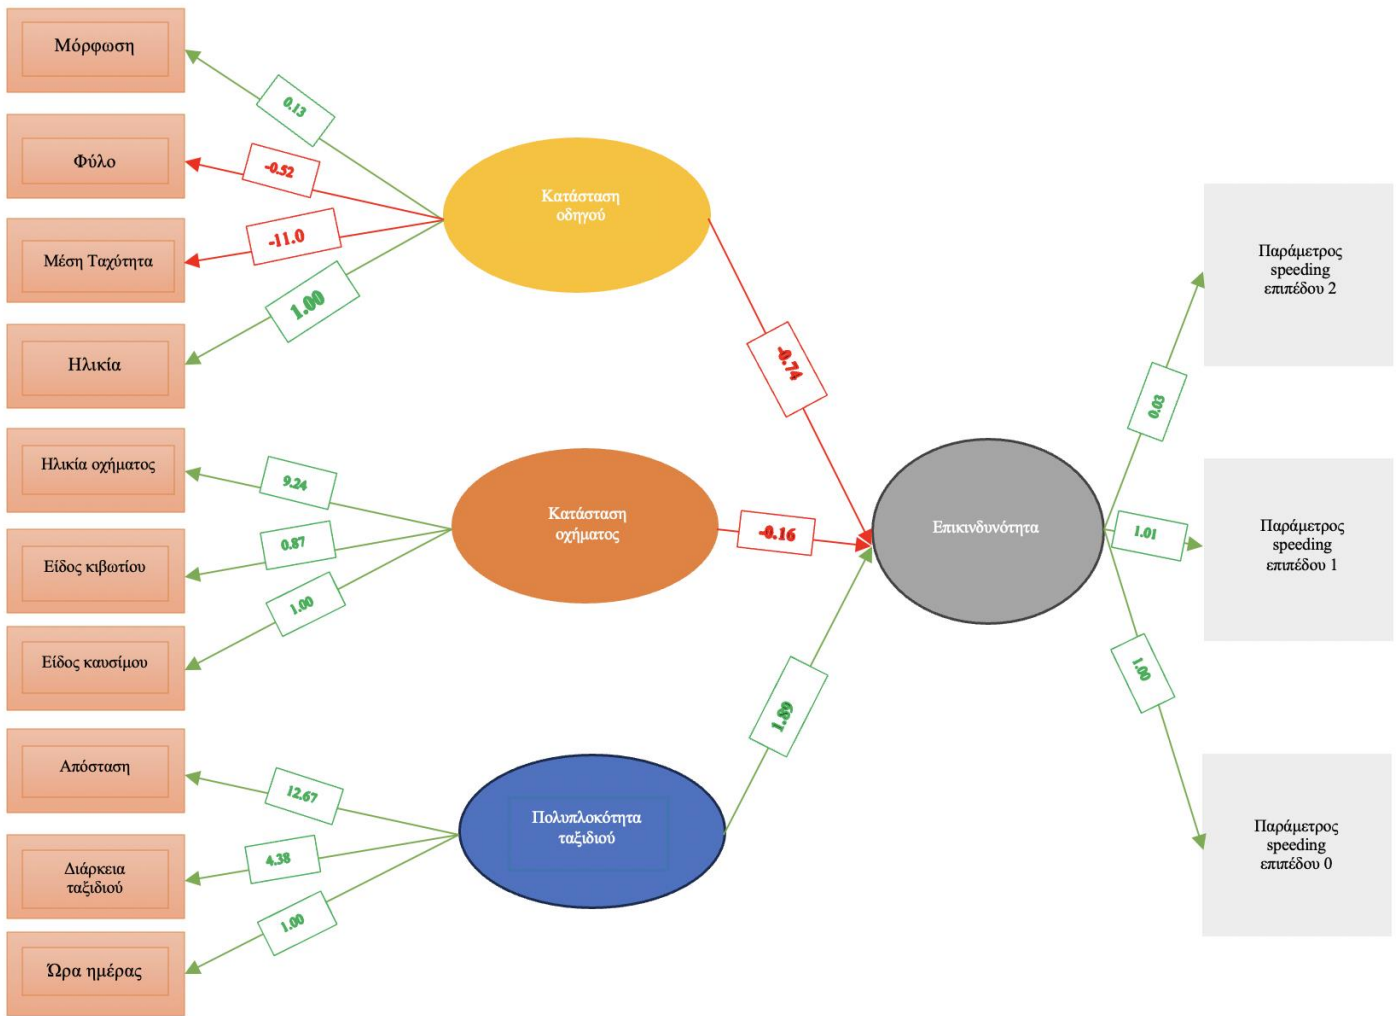 Μόρφωση
0.13
Φύλο
-0.52
Μέση Ταχύτητα
-11.0
Ηλικία
1.00
Κατάσταση
οδηγού
-0.74
Ηλικία οχήματος
9.24
Είδος κιβωτίου
0.87
Είδος καυσίμου
1.00
Κατάσταση
οχήματος
-0.16
Απόσταση
12.67
Διάρκεια
ταξιδιού
4.38
Ώρα ημέρας
1.00
Πολυπλοκότητα
ταξιδιού
1.89
Επικινδυνότητα
0.03
Παράμετρος
speeding
επιπέδου 2
1.01
Παράμετρος
speeding
επιπέδου 1
1.00
Παράμετρος
speeding
επιπέδου 0